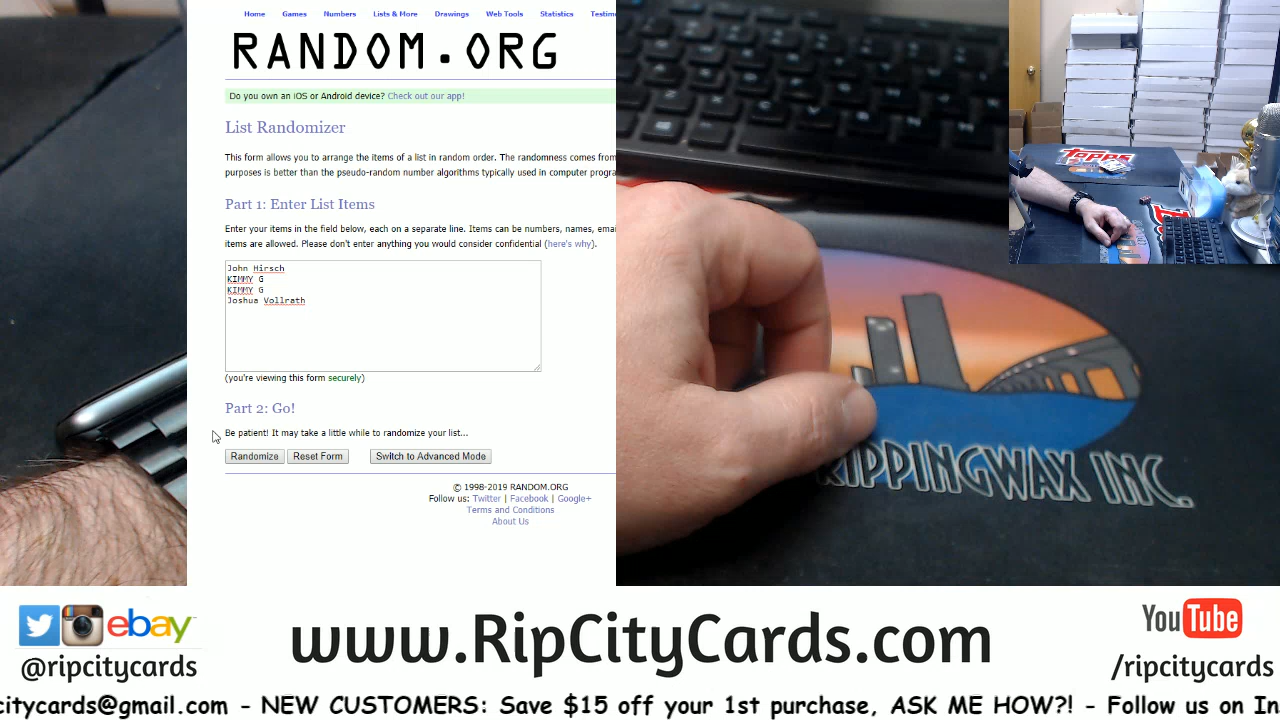 Home Games Numbers Lists & More Drawings Web Tools Statistics Testim
RANDOM.ORG
Do you own an iOS or Android device? Check out our app!
List Randomizer
This form allows you to arrange the items of a list in random order. The randomness comes from
purposes is better than the pseudo-random number algorithms typically used in computer progra
Part 1: Enter List Items
Enter your items in the field below, each on a separate line. Items can be numbers, names, emai
items are allowed. Please don't enter anything you would consider confidential (here's why).
John Hirsch
KIMMY G
KIMMY G
Joshua Vollrath
(you're viewing this form securely)
Part 2: Go!
Be patient! It may take a little while to randomize your list...
Randomize Reset Form Switch to Advanced Mode
© 1998-2019 RANDOM.ORG
Follow us: Twitter | Facebook | Google+
Terms and Conditions
About Us
Topps
RIPPINGWAX INC.
ebay
@ripcitycards
www.RipCityCards.com
YouTube
/ripcitycards
citycards@gmail.com - NEW CUSTOMERS: Save $15 off your 1st purchase, ASK ME HOW?! - Follow us on In